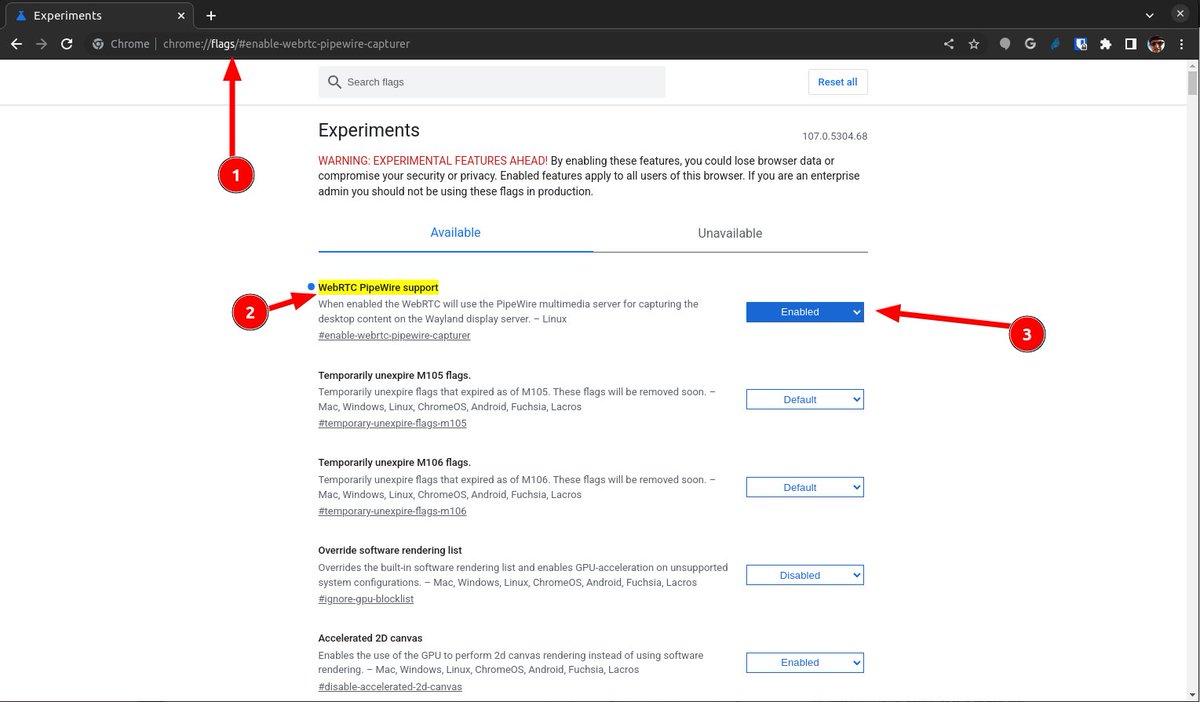 Experiments
Chrome | chrome://flags/#enable-webrtc-pipewire-capturer
Search flags
Reset all
1
Experiments
107.0.5304.68
WARNING: EXPERIMENTAL FEATURES AHEAD! By enabling these features, you could lose browser data or
compromise your security or privacy. Enabled features apply to all users of this browser. If you are an enterprise
admin you should not be using these flags in production.
Available
Unavailable
2
WebRTC PipeWire support
When enabled the WebRTC will use the PipeWire multimedia server for capturing the
desktop content on the Wayland display server. – Linux
#enable-webrtc-pipewire-capturer
Enabled
3
Temporarily unexpire M105 flags.
Temporarily unexpire flags that expired as of M105. These flags will be removed soon. –
Mac, Windows, Linux, ChromeOS, Android, Fuchsia, Lacros
#temporary-unexpire-flags-m105
Default
Temporarily unexpire M106 flags.
Temporarily unexpire flags that expired as of M106. These flags will be removed soon. –
Mac, Windows, Linux, ChromeOS, Android, Fuchsia, Lacros
#temporary-unexpire-flags-m106
Default
Override software rendering list
Overrides the built-in software rendering list and enables GPU-acceleration on unsupported
system configurations. – Mac, Windows, Linux, ChromeOS, Android, Fuchsia, Lacros
#ignore-gpu-blocklist
Disabled
Accelerated 2D canvas
Enables the use of the GPU to perform 2d canvas rendering instead of using software
rendering. – Mac, Windows, Linux, ChromeOS, Android, Fuchsia, Lacros
#disable-accelerated-2d-canvas
Enabled